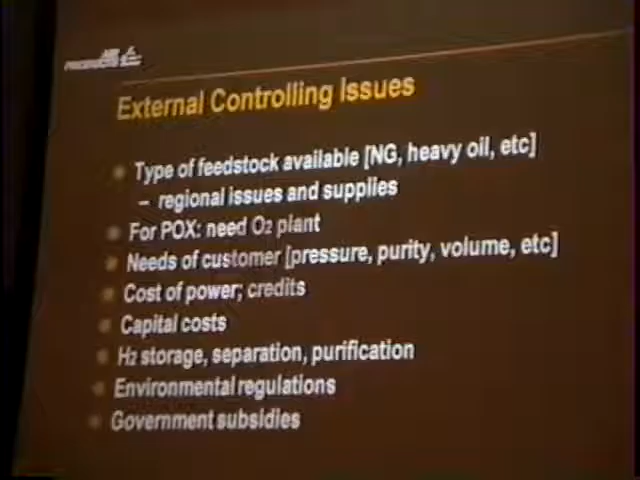 AIR
PRODUCTS
External Controlling Issues
Type of feedstock available [NG, heavy oil, etc]
– regional issues and supplies
For POX: need O2 plant
Needs of customer [pressure, purity, volume, etc]
Cost of power; credits
Capital costs
H2 storage, separation, purification
Environmental regulations
Government subsidies